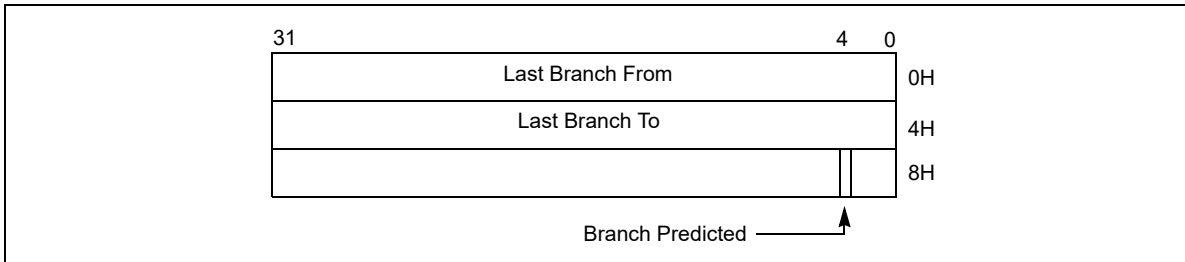 31 4 0
Last Branch From 0H
Last Branch To 4H
8H
Branch Predicted